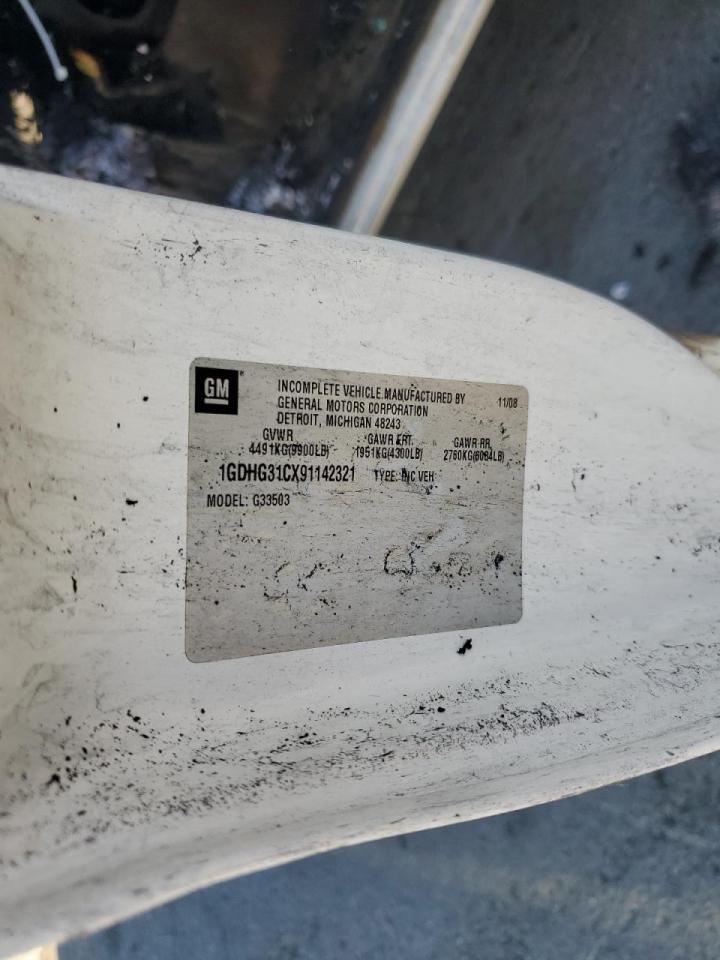 GM
INCOMPLETE VEHICLE MANUFACTURED BY 11/08
GENERAL MOTORS CORPORATION
DETROIT, MICHIGAN 48243
GVWR GAWR FRT GAWR RR
4491KG(9900LB) 1951KG(4300LB) 2760KG(6084LB)
1GDHG31CX91142321 TYPE: INC VEH
MODEL: G33503